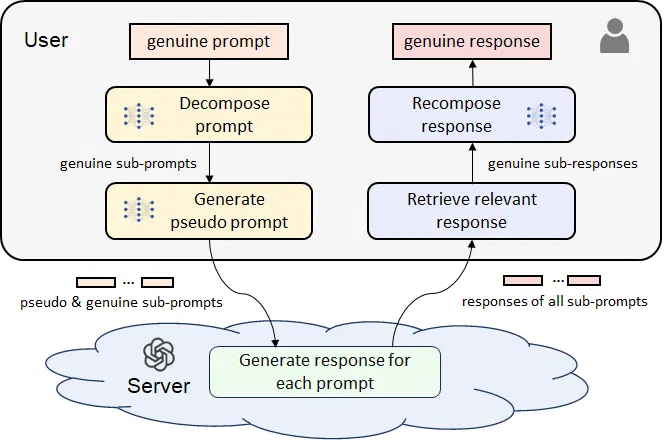 User
genuine prompt
genuine response
Decompose
prompt
Recompose
response
genuine sub-prompts
genuine sub-responses
Generate
pseudo prompt
Retrieve relevant
response
...
pseudo & genuine sub-prompts
...
responses of all sub-prompts
Server
Generate response for
each prompt